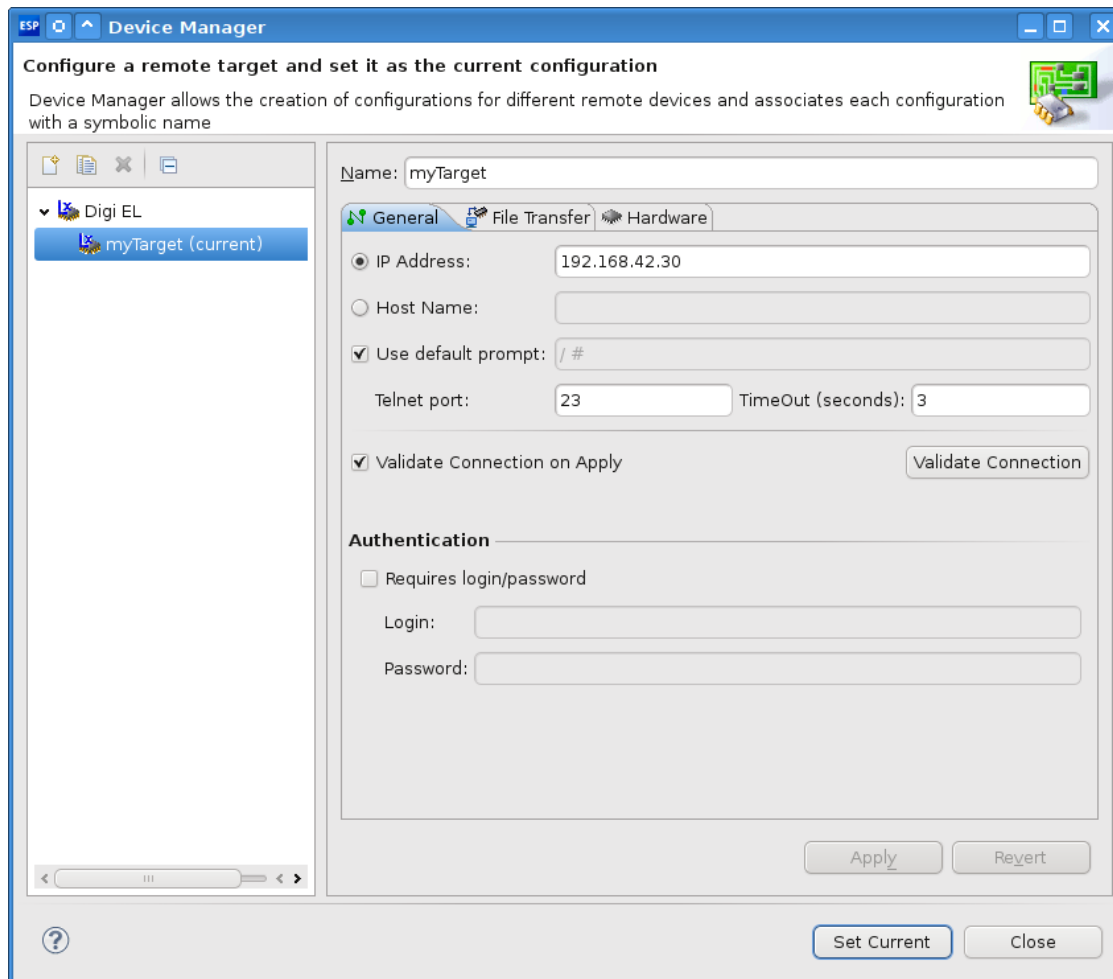 ESP Device Manager
Configure a remote target and set it as the current configuration
Device Manager allows the creation of configurations for different remote devices and associates each configuration
with a symbolic name
Name: myTarget
Digi EL
myTarget (current)
General File Transfer Hardware
IP Address: 192.168.42.30
Host Name:
Use default prompt: / #
Telnet port: 23 TimeOut (seconds): 3
Validate Connection on Apply Validate Connection
Authentication
Requires login/password
Login:
Password:
Apply Revert
? Set Current Close